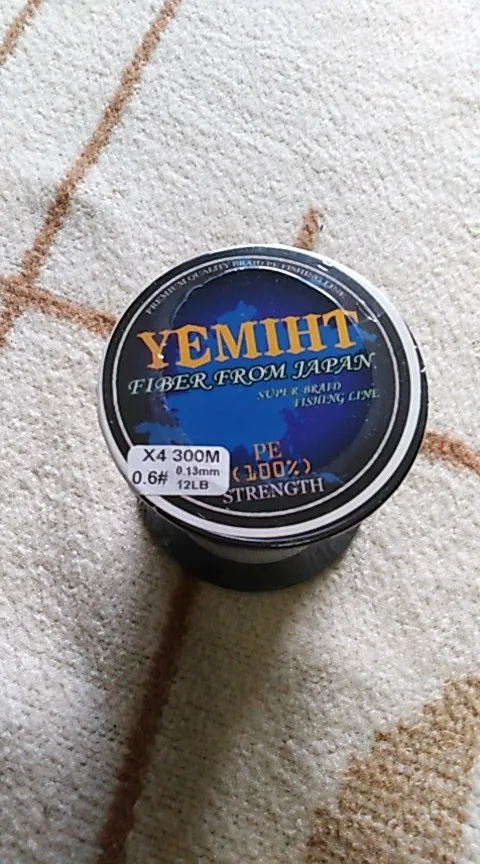 PREMIUM QUALITY BRAID PE FISHING LINE
YEMIHT
FIBER FROM JAPAN
SUPER BRAID
FISHING LINE
X4 300M
0.6# 0.13mm
12LB
PE
(100%)
STRENGTH